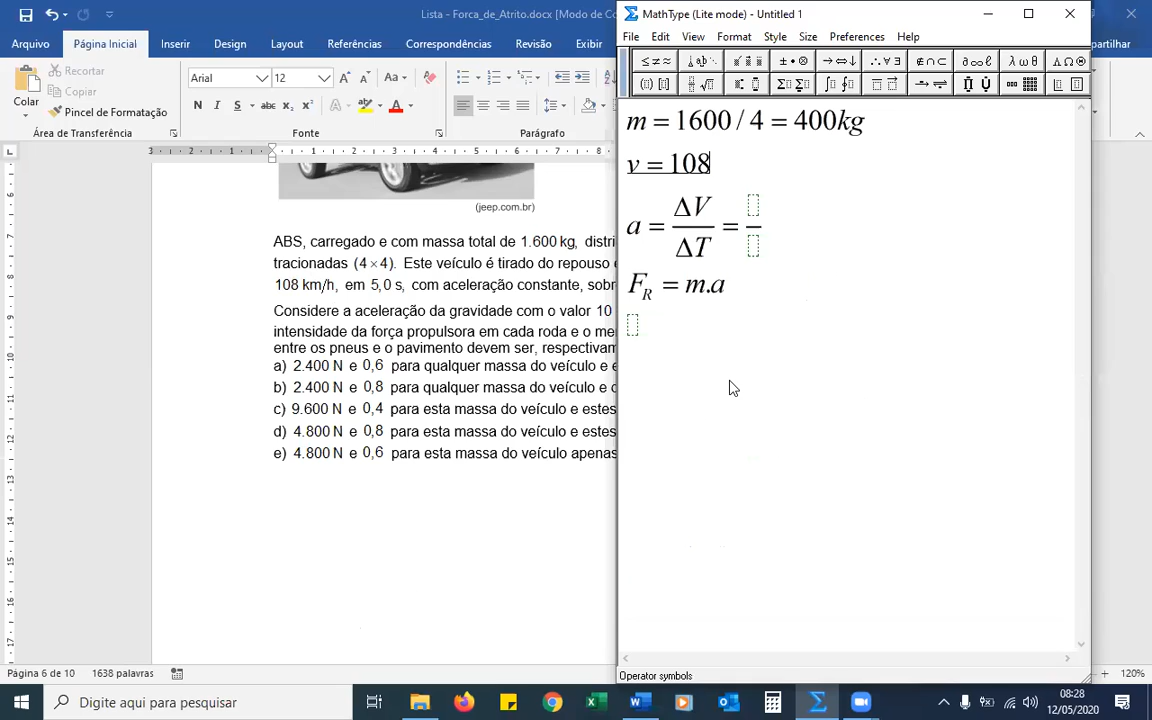 Lista - Forca_de_Atrito.docx [Modo de Co
Arquivo Página Inicial Inserir Design Layout Referências Correspondências Revisão Exibir
Colar
Recortar
Copiar
Pincel de Formatação
Área de Transferência
Arial 12
N I S abc x₂ x²
Parágrafo
MathType (Lite mode) - Untitled 1
File Edit View Format Style Size Preferences Help
m = 1600 / 4 = 400kg
v = 108
a = ΔV/ΔT =
F_R = m.a
Operator symbols
(jeep.com.br)
ABS, carregado e com massa total de 1.600 kg, distri
tracionadas (4×4). Este veículo é tirado do repouso
108 km/h, em 5,0 s, com aceleração constante, sob
Considere a aceleração da gravidade com o valor 10
intensidade da força propulsora em cada roda e o me
entre os pneus e o pavimento devem ser, respectivam
a) 2.400 N e 0,6 para qualquer massa do veículo e e
b) 2.400 N e 0,8 para qualquer massa do veículo e
c) 9.600 N e 0,4 para esta massa do veículo e estes
d) 4.800 N e 0,8 para esta massa do veículo e estes
e) 4.800 N e 0,6 para esta massa do veículo apenas
Página 6 de 10 1638 palavras
120%
Digite aqui para pesquisar
08:28
12/05/2020